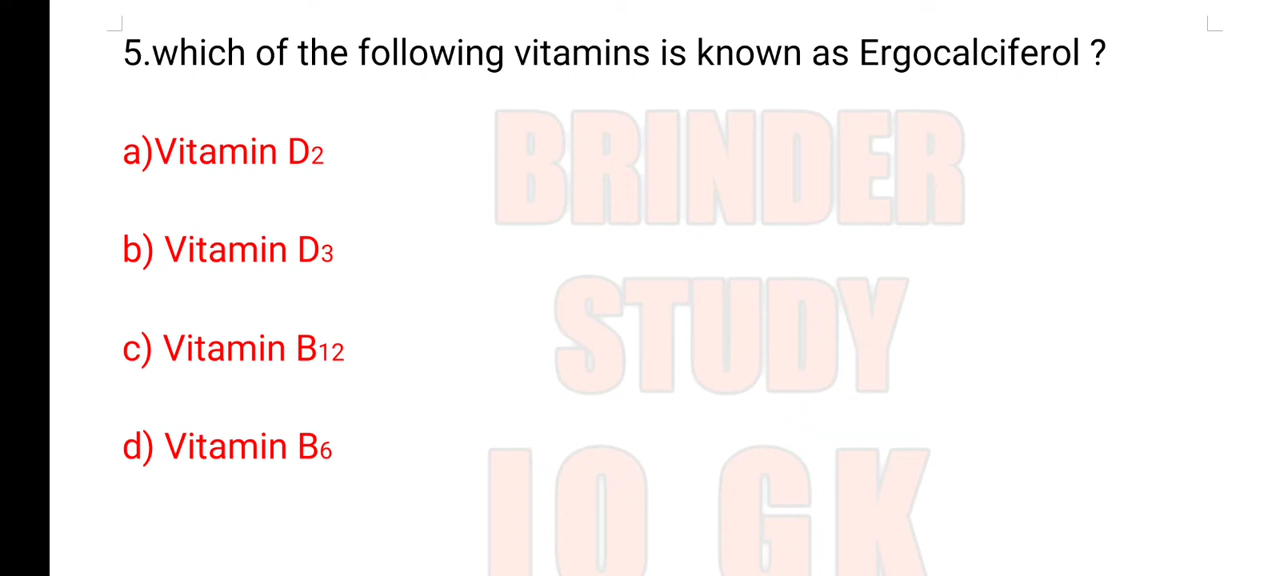 5.which of the following vitamins is known as Ergocalciferol ?
a)Vitamin D2
b) Vitamin D3
c) Vitamin B12
d) Vitamin B6
BRINDER
STUDY
IQ GK